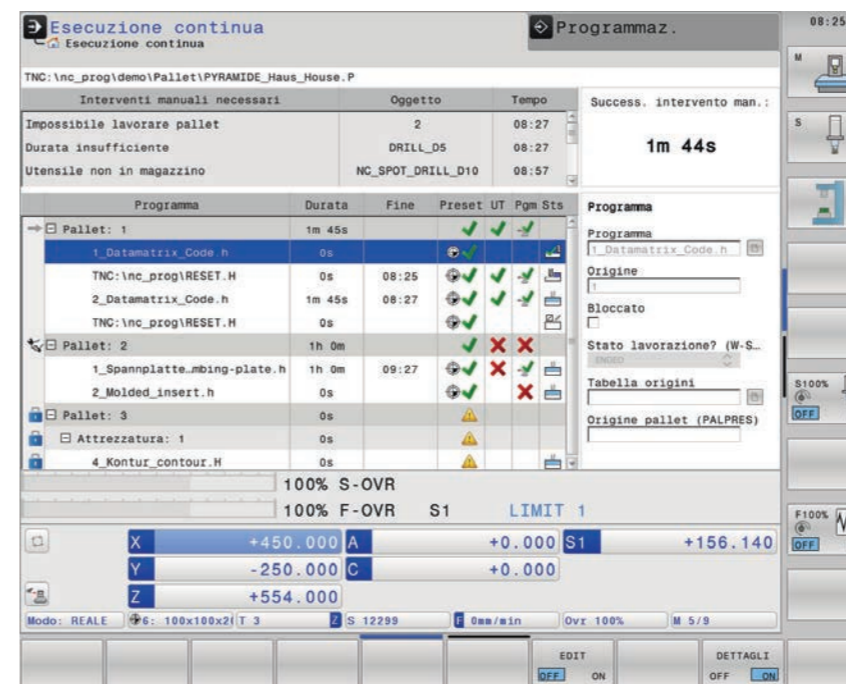 Esecuzione continua
Esecuzione continua
Programmaz.
08:25
TNC:\nc_prog\demo\Pallet\PYRAMIDE_Haus_House.P
Interventi manuali necessari Oggetto Tempo
Impossibile lavorare pallet 2 08:27
Durata insufficiente DRILL_D5 08:27
Utensile non in magazzino NC_SPOT_DRILL_D10 08:57
Success. intervento man.:
1m 44s
Programma Durata Fine Preset UT Pgm Sts
Pallet: 1 1m 45s
1_Datamatrix_Code.h 0s
TNC:\nc_prog\RESET.H 0s 08:25
2_Datamatrix_Code.h 1m 45s 08:27
TNC:\nc_prog\RESET.H 0s
Pallet: 2 1h 0m
1_Spannplatte…mbing-plate.h 1h 0m 09:27
2_Molded_insert.h 0s
Pallet: 3 0s
Attrezzatura: 1 0s
4_Kontur_contour.H 0s
Programma
Programma
1_Datamatrix_Code.h
Origine
1
Bloccato
Stato lavorazione? (W-S…
ENDED
Tabella origini
Origine pallet (PALPRES)
M
S
S100%
OFF
F100%
OFF
100% S-OVR
100% F-OVR S1 LIMIT 1
X +450.000 A +0.000 S1 +156.140
Y -250.000 C +0.000
Z +554.000
Modo: REALE 6: 100x100x2 T 3 Z S 12299 F 0mm/min Ovr 100% M 5/9
EDIT
OFF ON
DETTAGLI
OFF ON